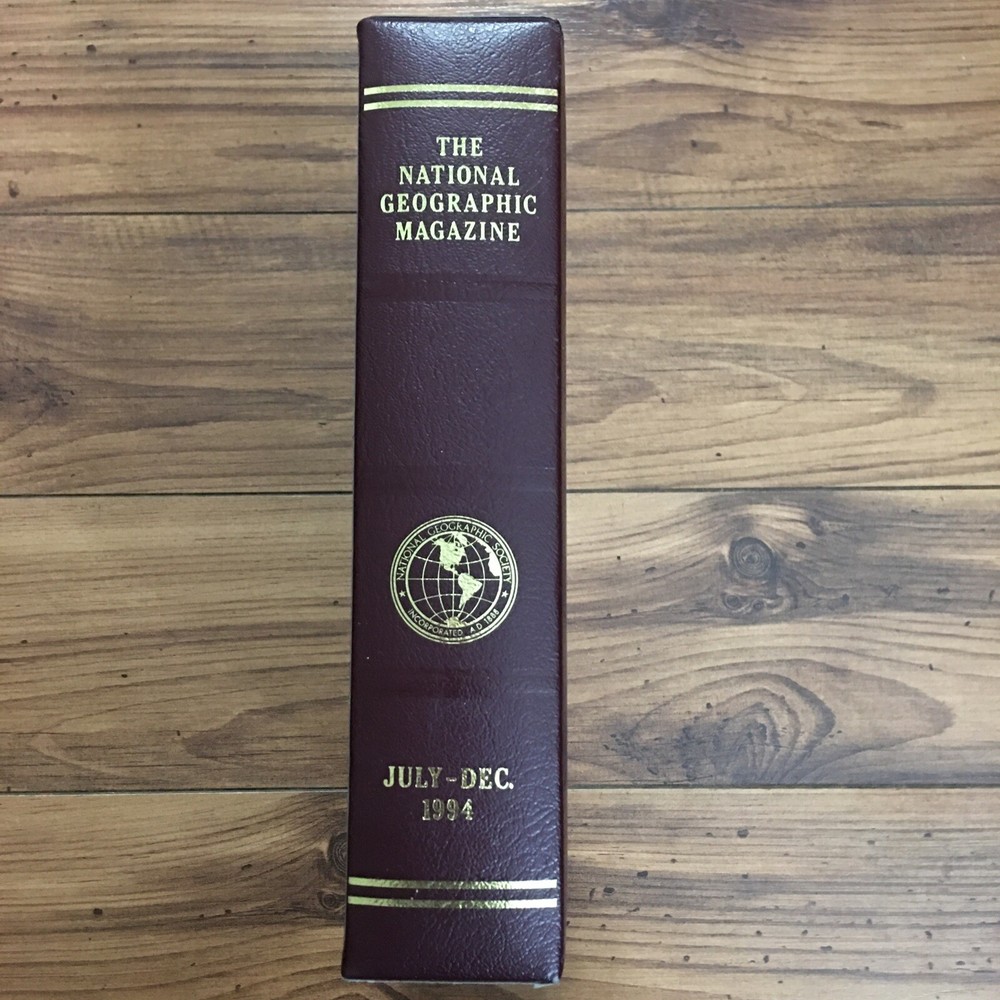 THE
NATIONAL
GEOGRAPHIC
MAGAZINE
NATIONAL GEOGRAPHIC SOCIETY
INCORPORATED A.D. 1888
JULY-DEC.
1994